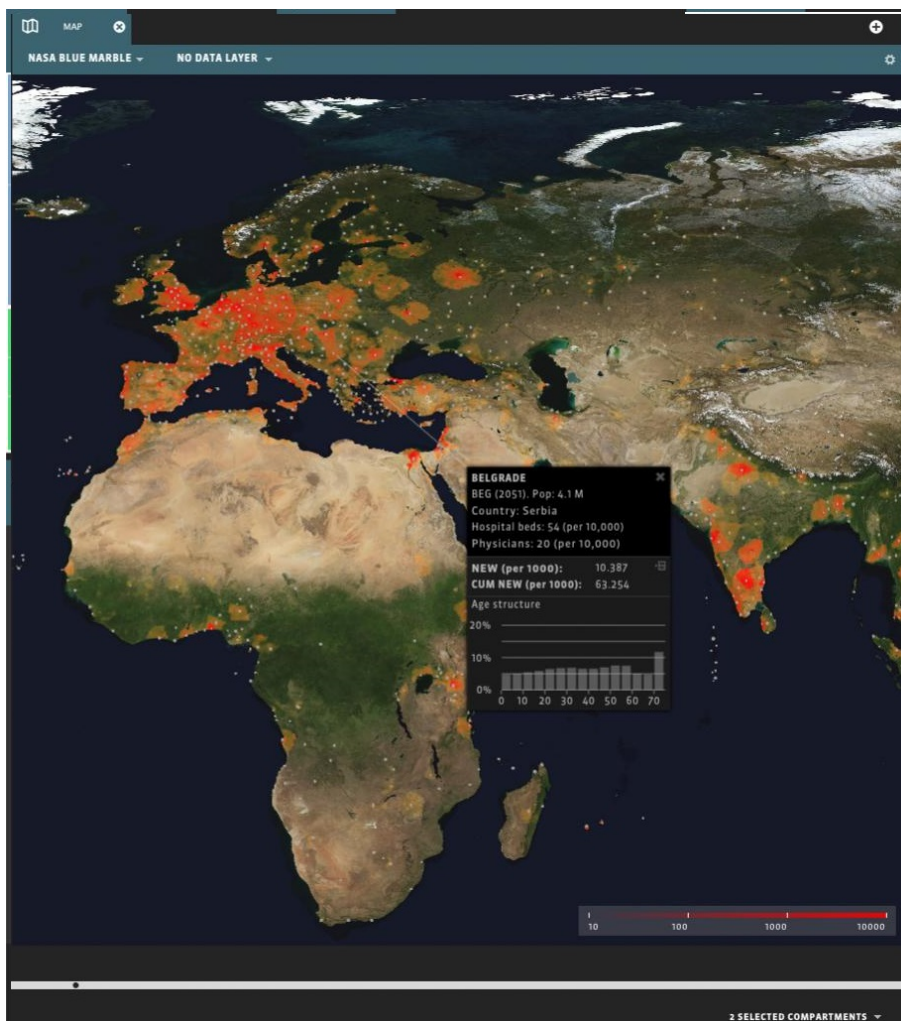 MAP
NASA BLUE MARBLE NO DATA LAYER
BELGRADE
BEG (2051). Pop: 4.1 M
Country: Serbia
Hospital beds: 54 (per 10,000)
Physicians: 20 (per 10,000)
NEW (per 1000): 10.387
CUM NEW (per 1000): 63.254
Age structure
20%
10%
0%
0 10 20 30 40 50 60 70
10 100 1000 10000
2 SELECTED COMPARTMENTS